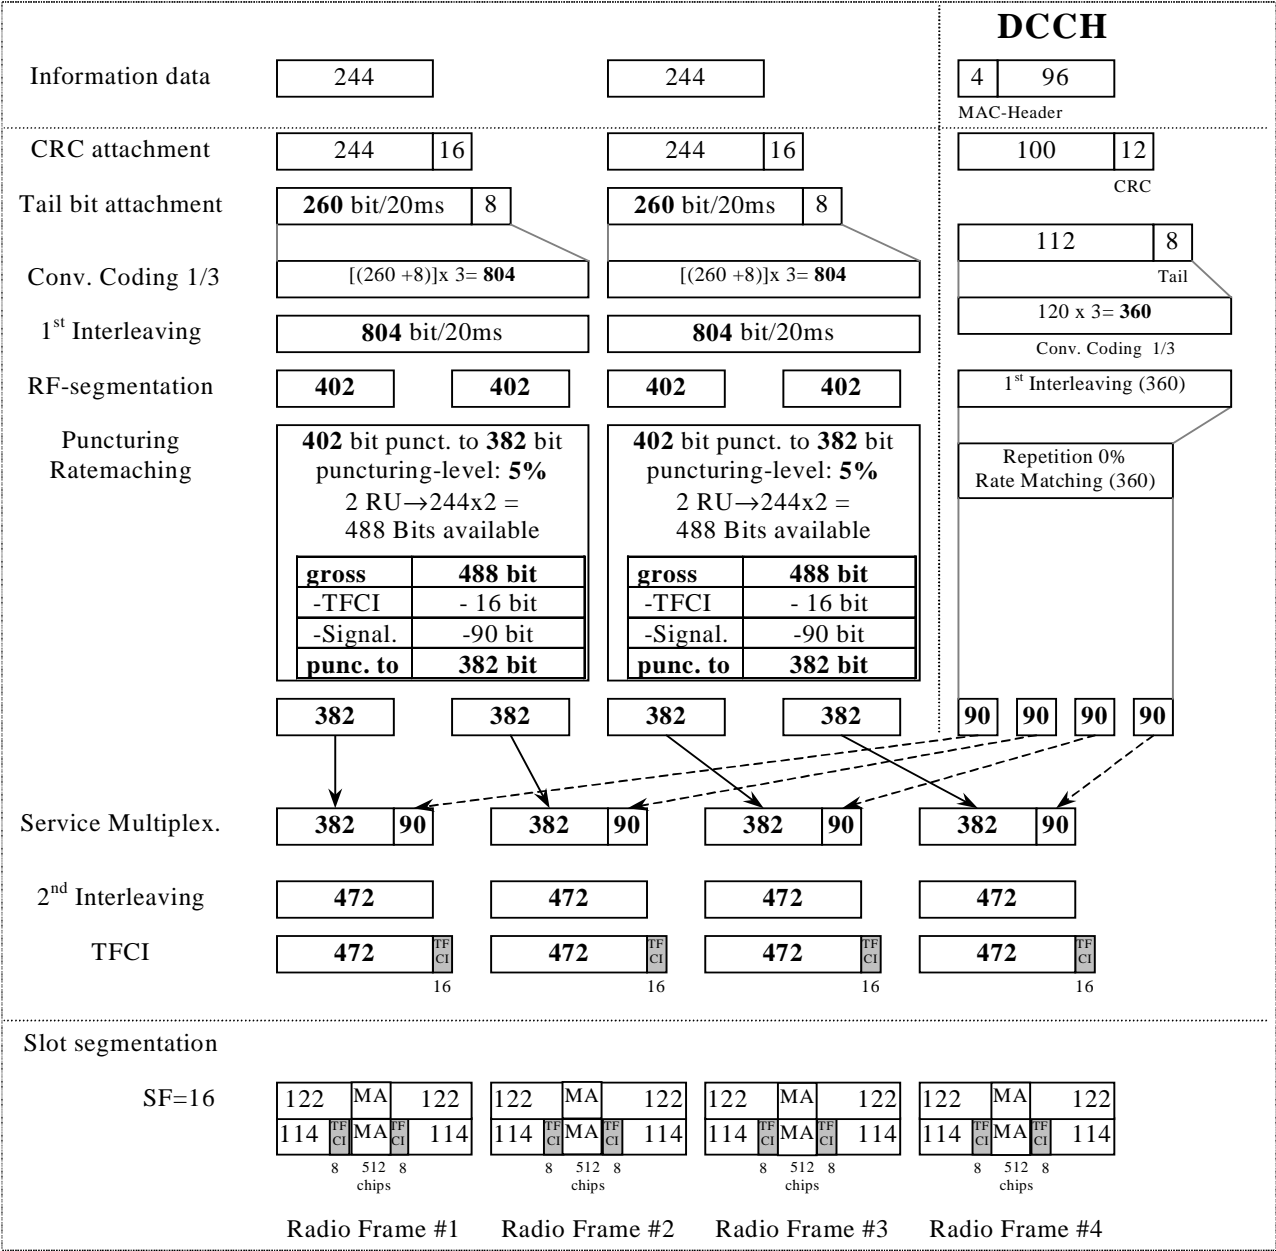 DCCH
Information data
244
244
4 96
MAC-Header
CRC attachment
244 16
244 16
100 12
CRC
Tail bit attachment
260 bit/20ms 8
260 bit/20ms 8
112 8
Tail
Conv. Coding 1/3
[(260 +8)]x 3= 804
[(260 +8)]x 3= 804
120 x 3= 360
Conv. Coding 1/3
1st Interleaving
804 bit/20ms
804 bit/20ms
RF-segmentation
402
402
402
402
1st Interleaving (360)
Puncturing
Ratemaching
402 bit punct. to 382 bit
puncturing-level: 5%
2 RU→244x2 =
488 Bits available
gross 488 bit
-TFCI - 16 bit
-Signal. -90 bit
punc. to 382 bit
402 bit punct. to 382 bit
puncturing-level: 5%
2 RU→244x2 =
488 Bits available
gross 488 bit
-TFCI - 16 bit
-Signal. -90 bit
punc. to 382 bit
Repetition 0%
Rate Matching (360)
382
382
382
382
90
90
90
90
Service Multiplex.
382 90
382 90
382 90
382 90
2nd Interleaving
472
472
472
472
TFCI
472
TF
CI
16
472
TF
CI
16
472
TF
CI
16
472
TF
CI
16
Slot segmentation
SF=16
122 MA 122
114 TF CI MA TF CI 114
8 512 8
chips
122 MA 122
114 TF CI MA TF CI 114
8 512 8
chips
122 MA 122
114 TF CI MA TF CI 114
8 512 8
chips
122 MA 122
114 TF CI MA TF CI 114
8 512 8
chips
Radio Frame #1
Radio Frame #2
Radio Frame #3
Radio Frame #4